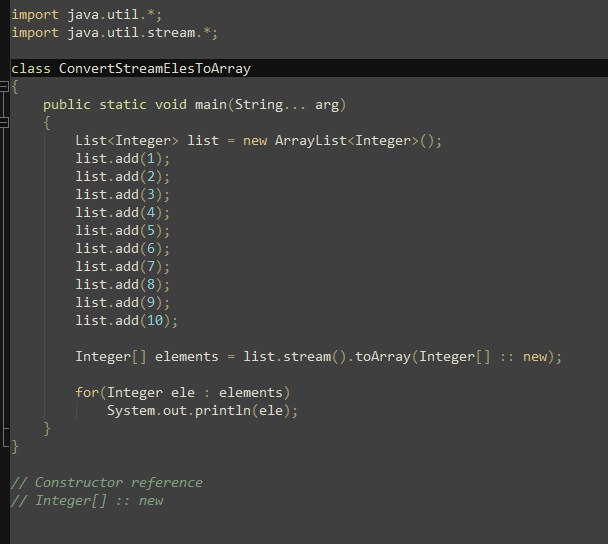 import java.util.*;
import java.util.stream.*;
class ConvertStreamElesToArray
{
public static void main(String... arg)
{
List<Integer> list = new ArrayList<Integer>();
list.add(1);
list.add(2);
list.add(3);
list.add(4);
list.add(5);
list.add(6);
list.add(7);
list.add(8);
list.add(9);
list.add(10);
Integer[] elements = list.stream().toArray(Integer[] :: new);
for(Integer ele : elements)
System.out.println(ele);
}
}
// Constructor reference
// Integer[] :: new